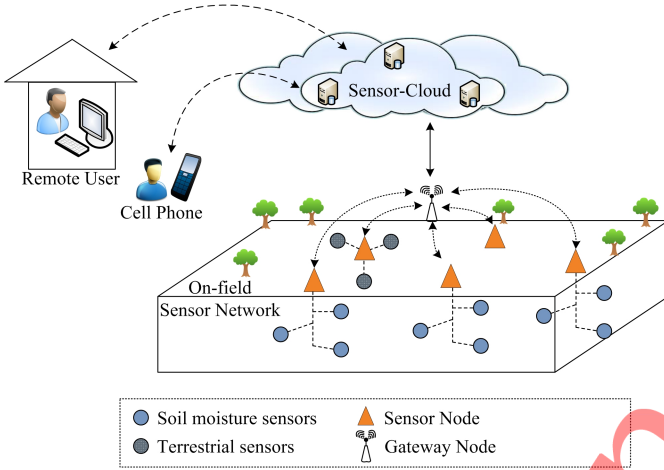 Sensor-Cloud
Remote User
Cell Phone
On-field
Sensor Network
Soil moisture sensors
Sensor Node
Terrestrial sensors
Gateway Node